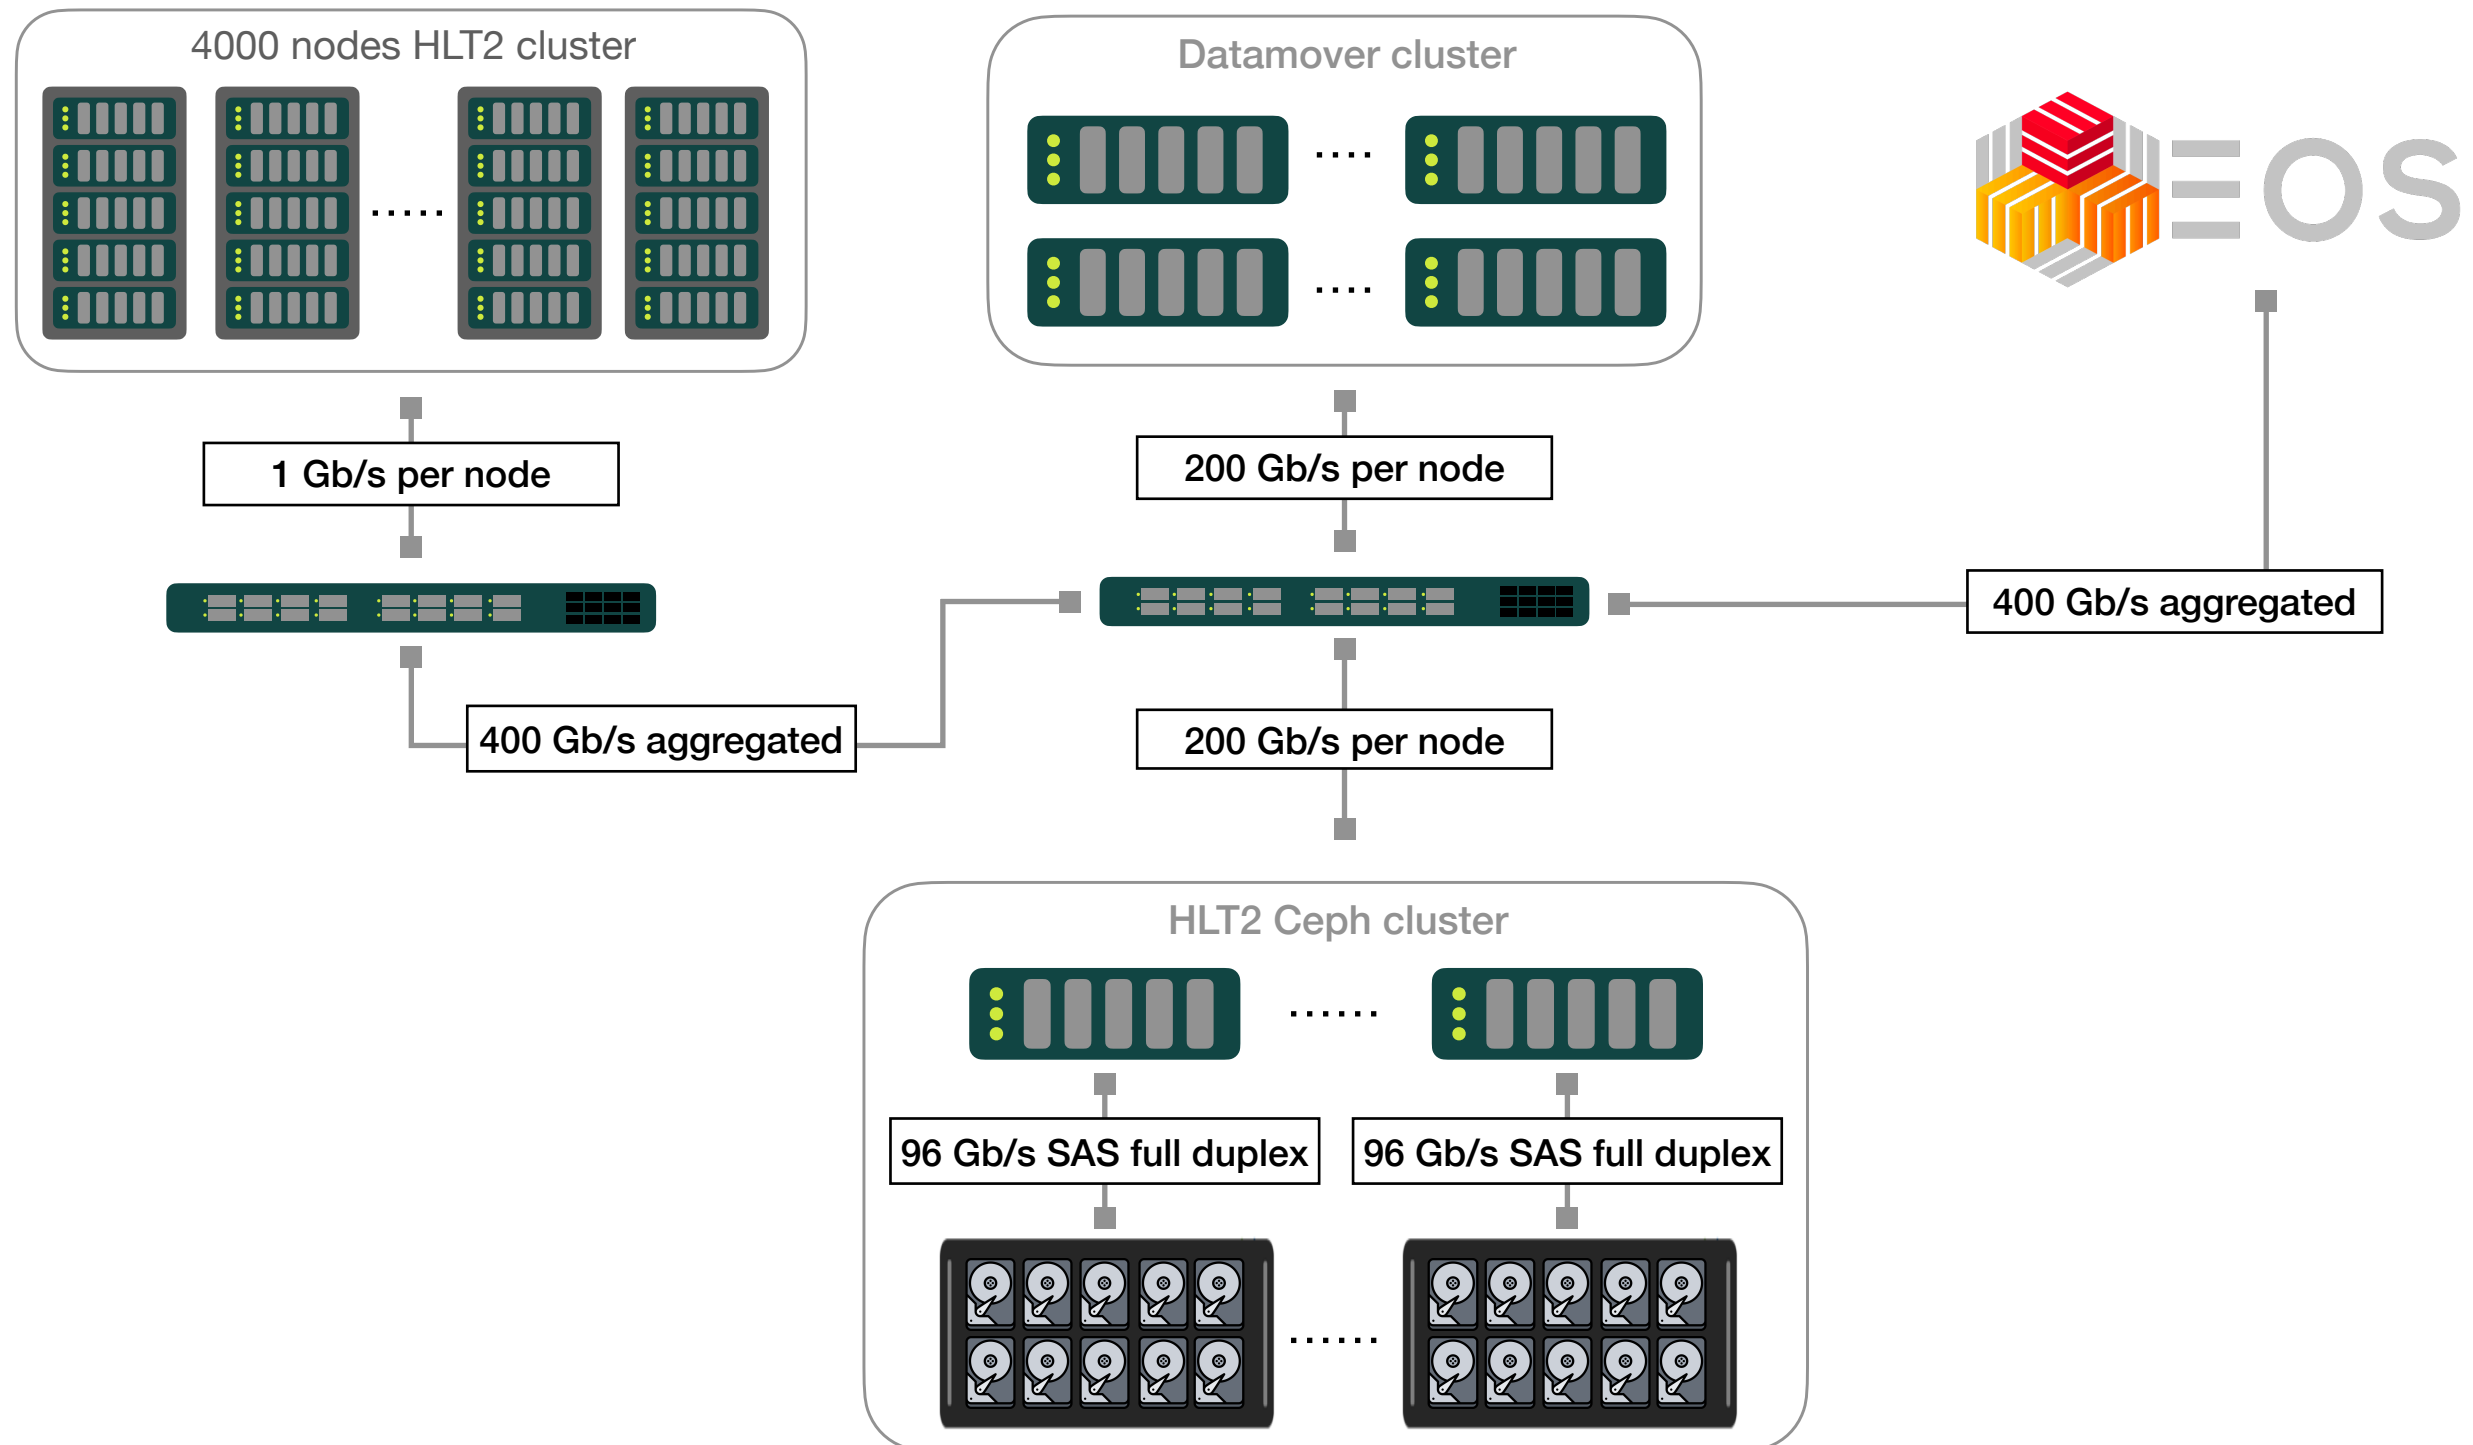 4000 nodes HLT2 cluster
Datamover cluster
EOS
1 Gb/s per node
200 Gb/s per node
400 Gb/s aggregated
400 Gb/s aggregated
200 Gb/s per node
HLT2 Ceph cluster
96 Gb/s SAS full duplex
96 Gb/s SAS full duplex